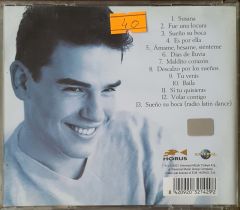 40
1. Susana
2. Fue una locura
3. Sueño su boca
4. Es por ella
5. Ámame, bésame, siénteme
6. Días de lluvia
7. Maldito corazón
8. Descalzo por los sueños
9. Tu verás
10. Baila
11. Si tu quisieras
12. Volar contigo
13. Sueño su boca (radio latin dance)
HORUS